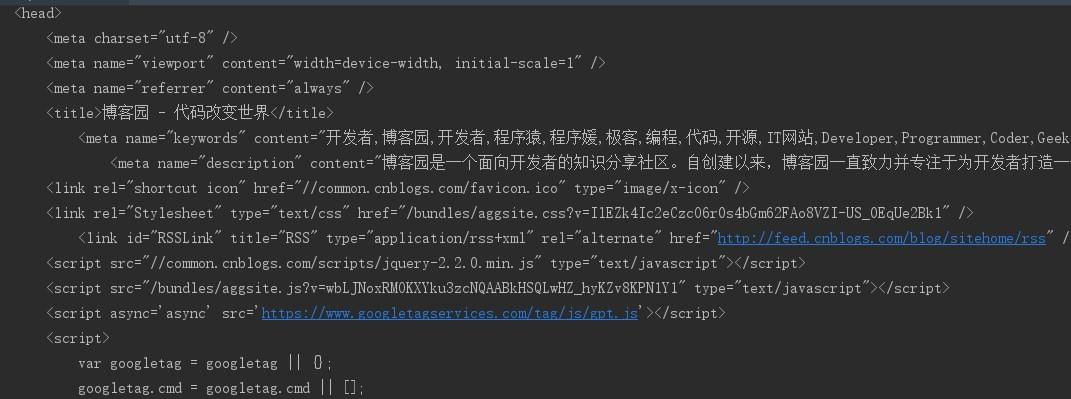 <head>
<meta charset="utf-8" />
<meta name="viewport" content="width=device-width, initial-scale=1" />
<meta name="referrer" content="always" />
<title>博客园 - 代码改变世界</title>
<meta name="keywords" content="开发者,博客园,开发者,程序猿,程序媛,极客,编程,代码,开源,IT网站,Developer,Programmer,Coder,Geek
<meta name="description" content="博客园是一个面向开发者的知识分享社区。自创建以来，博客园一直致力并专注于为开发者打造一
<link rel="shortcut icon" href="//common.cnblogs.com/favicon.ico" type="image/x-icon" />
<link rel="Stylesheet" type="text/css" href="/bundles/aggsite.css?v=IlEZk4Ic2eCzc06r0s4bGm62FAo8VZI-US_0EqUe2Bk1" />
<link id="RSSLink" title="RSS" type="application/rss+xml" rel="alternate" href="http://feed.cnblogs.com/blog/sitehome/rss" /
<script src="//common.cnblogs.com/scripts/jquery-2.2.0.min.js" type="text/javascript"></script>
<script src="/bundles/aggsite.js?v=wbLJNoxRM0KXYku3zcNQAABkHSQLwHZ_hyKZv8KPN1Y1" type="text/javascript"></script>
<script async='async' src='https://www.googletagservices.com/tag/js/gpt.js'></script>
<script>
var googletag = googletag || {};
googletag.cmd = googletag.cmd || [];